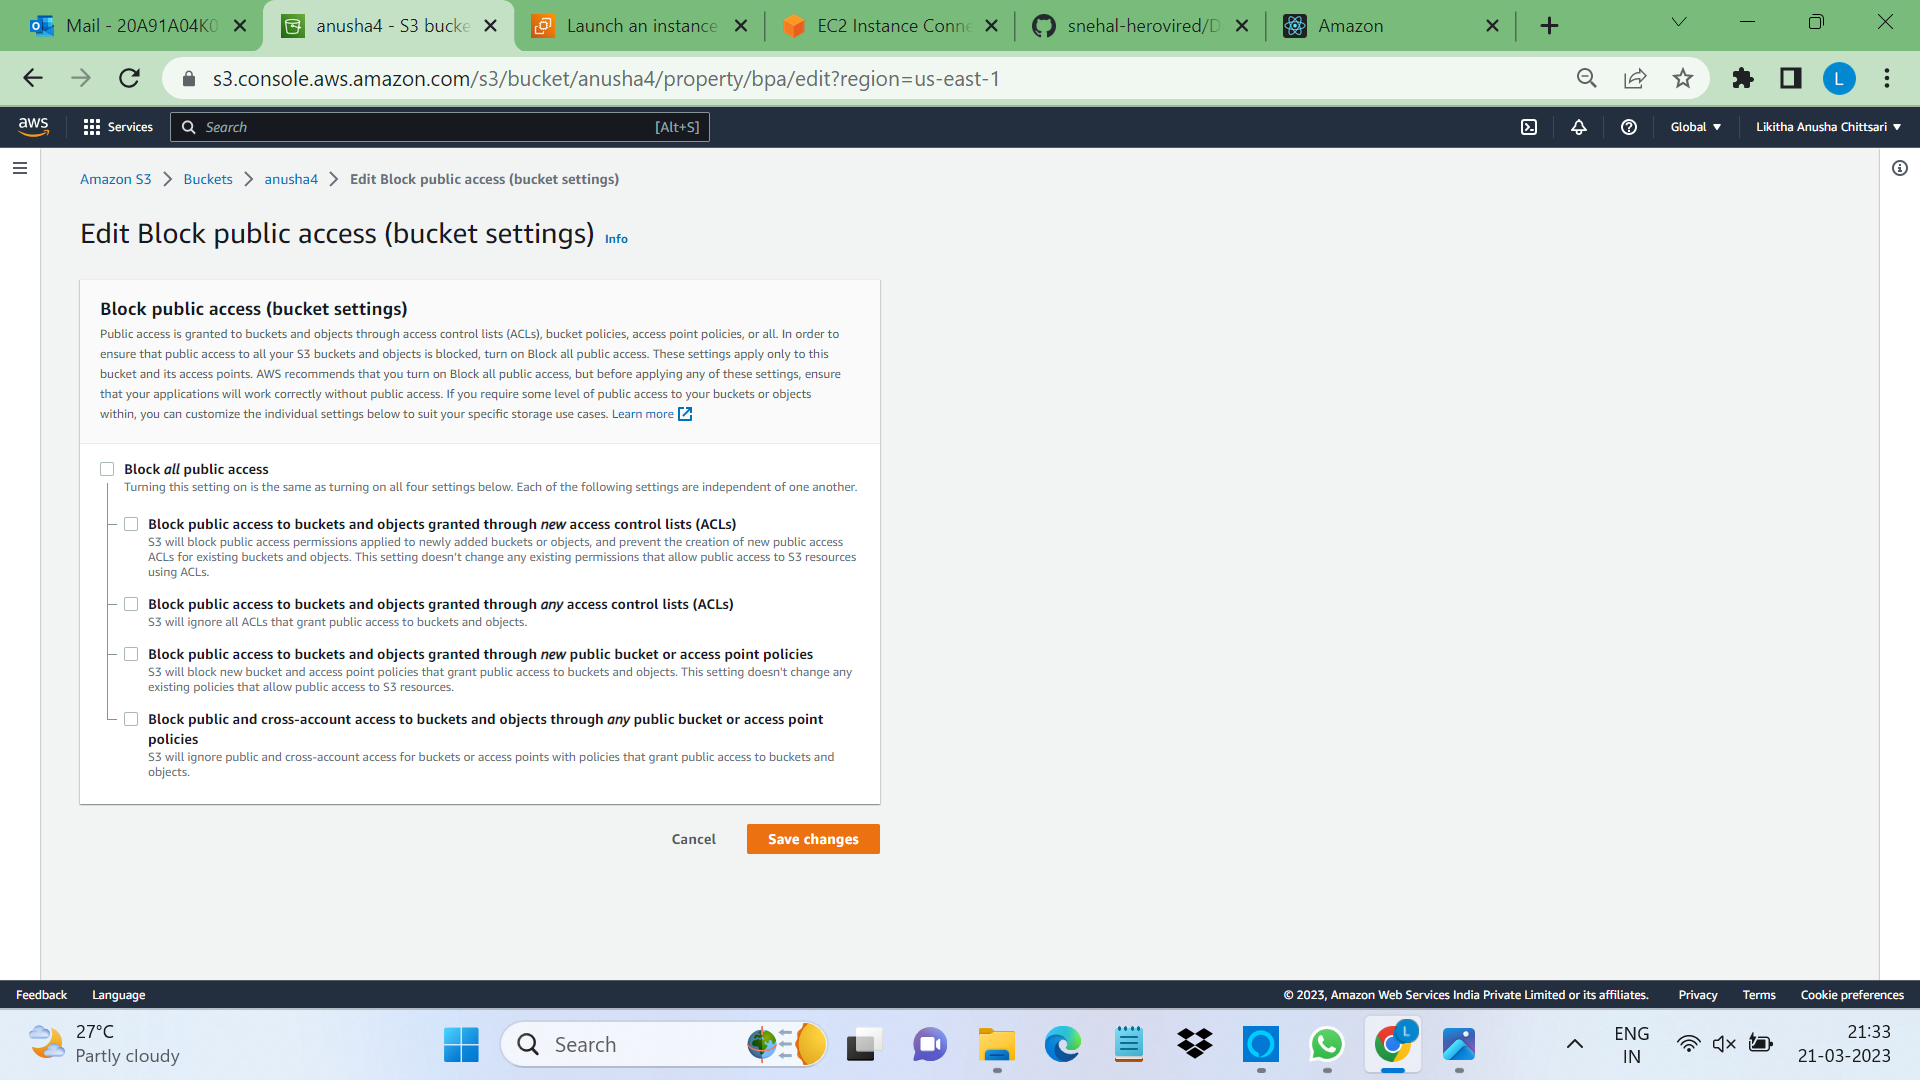 Mail - 20A91A04K0
anusha4 - S3 bucke
Launch an instance
EC2 Instance Conne
snehal-herovired/D
Amazon
s3.console.aws.amazon.com/s3/bucket/anusha4/property/bpa/edit?region=us-east-1
L
aws
Services
Search
[Alt+S]
Global
Likitha Anusha Chittsari
Amazon S3
Buckets
anusha4
Edit Block public access (bucket settings)
Edit Block public access (bucket settings) Info
Block public access (bucket settings)
Public access is granted to buckets and objects through access control lists (ACLs), bucket policies, access point policies, or all. In order to
ensure that public access to all your S3 buckets and objects is blocked, turn on Block all public access. These settings apply only to this
bucket and its access points. AWS recommends that you turn on Block all public access, but before applying any of these settings, ensure
that your applications will work correctly without public access. If you require some level of public access to your buckets or objects
within, you can customize the individual settings below to suit your specific storage use cases. Learn more
Block all public access
Turning this setting on is the same as turning on all four settings below. Each of the following settings are independent of one another.
Block public access to buckets and objects granted through new access control lists (ACLs)
S3 will block public access permissions applied to newly added buckets or objects, and prevent the creation of new public access
ACLs for existing buckets and objects. This setting doesn't change any existing permissions that allow public access to S3 resources
using ACLs.
Block public access to buckets and objects granted through any access control lists (ACLs)
S3 will ignore all ACLs that grant public access to buckets and objects.
Block public access to buckets and objects granted through new public bucket or access point policies
S3 will block new bucket and access point policies that grant public access to buckets and objects. This setting doesn't change any
existing policies that allow public access to S3 resources.
Block public and cross-account access to buckets and objects through any public bucket or access point
policies
S3 will ignore public and cross-account access for buckets or access points with policies that grant public access to buckets and
objects.
Cancel
Save changes
Feedback
Language
© 2023, Amazon Web Services India Private Limited or its affiliates.
Privacy
Terms
Cookie preferences
27°C
Partly cloudy
Search
L
ENG
IN
21:33
21-03-2023